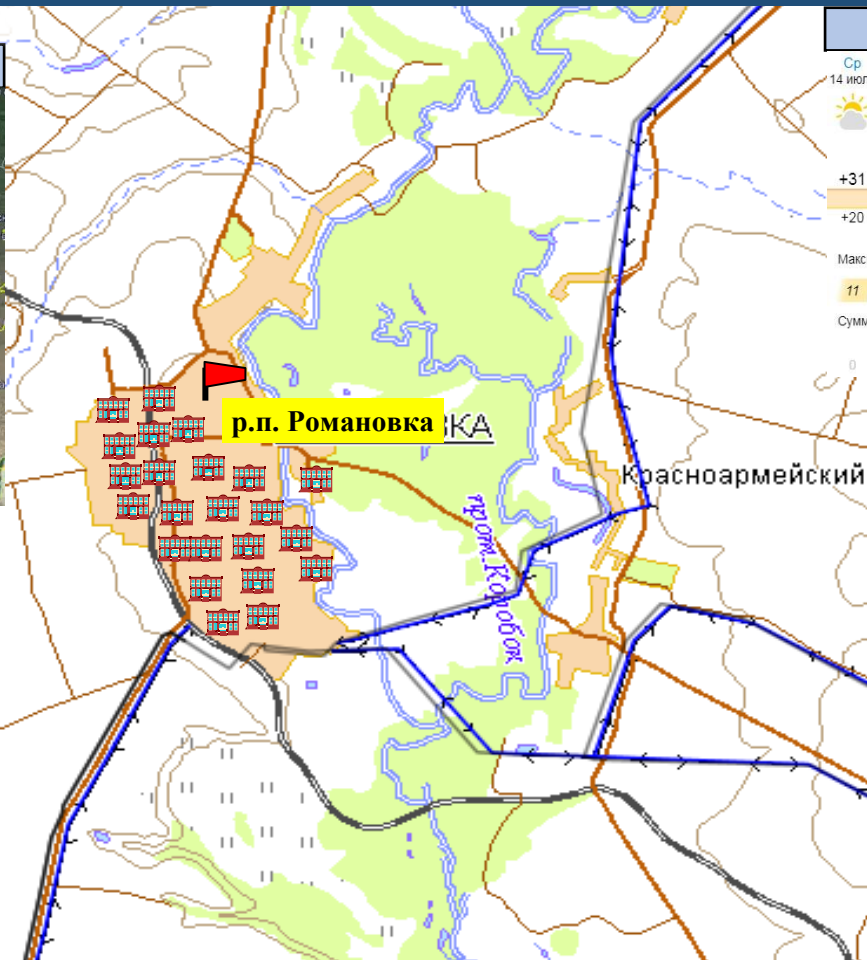 Ср
14 июл
+31
+20
Макс
11
Сумм
0
р.п. Романовка
ВКА
Красноармейский
прот. Коробок